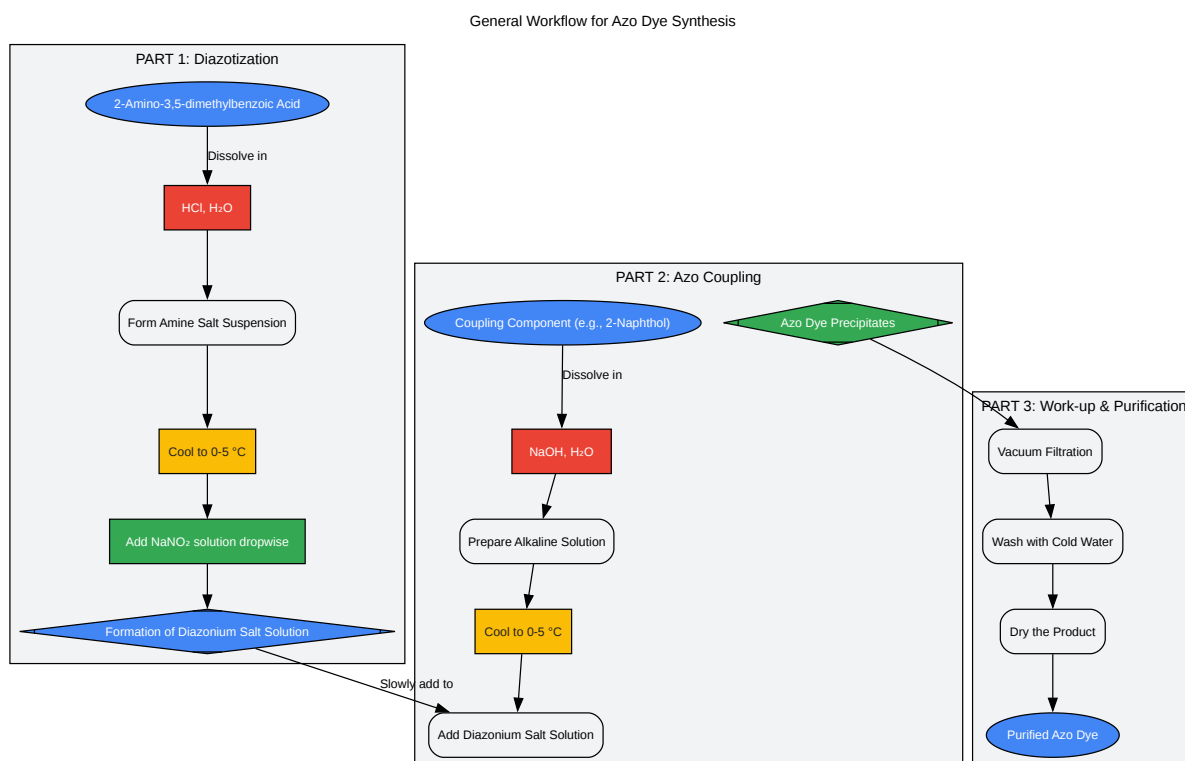 General Workflow for Azo Dye Synthesis
PART 1: Diazotization
2-Amino-3,5-dimethylbenzoic Acid
Dissolve in
HCl, H₂O
Form Amine Salt Suspension
Cool to 0-5 °C
Add NaNO₂ solution dropwise
Formation of Diazonium Salt Solution
Slowly add to
PART 2: Azo Coupling
Coupling Component (e.g., 2-Naphthol)
Dissolve in
NaOH, H₂O
Prepare Alkaline Solution
Cool to 0-5 °C
Add Diazonium Salt Solution
Azo Dye Precipitates
PART 3: Work-up & Purification
Vacuum Filtration
Wash with Cold Water
Dry the Product
Purified Azo Dye